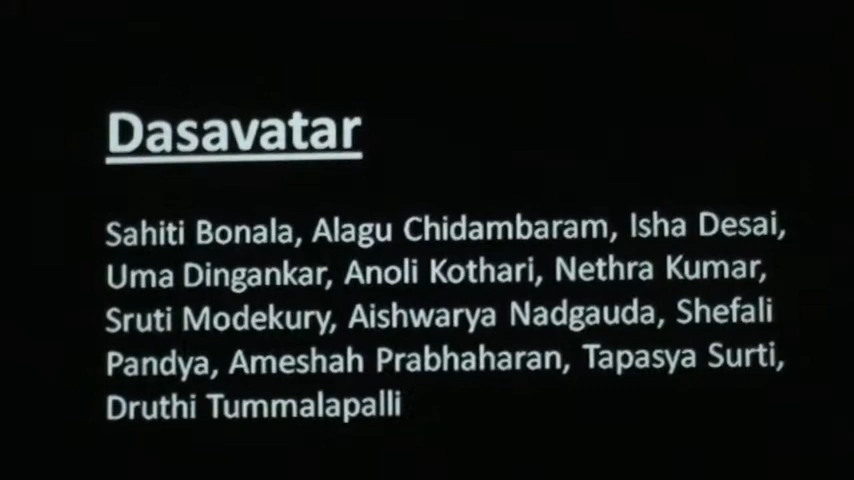 Dasavatar
Sahiti Bonala, Alagu Chidambaram, Isha Desai,
Uma Dingankar, Anoli Kothari, Nethra Kumar,
Sruti Modekury, Aishwarya Nadgauda, Shefali
Pandya, Ameshah Prabhaharan, Tapasya Surti,
Druthi Tummalapalli